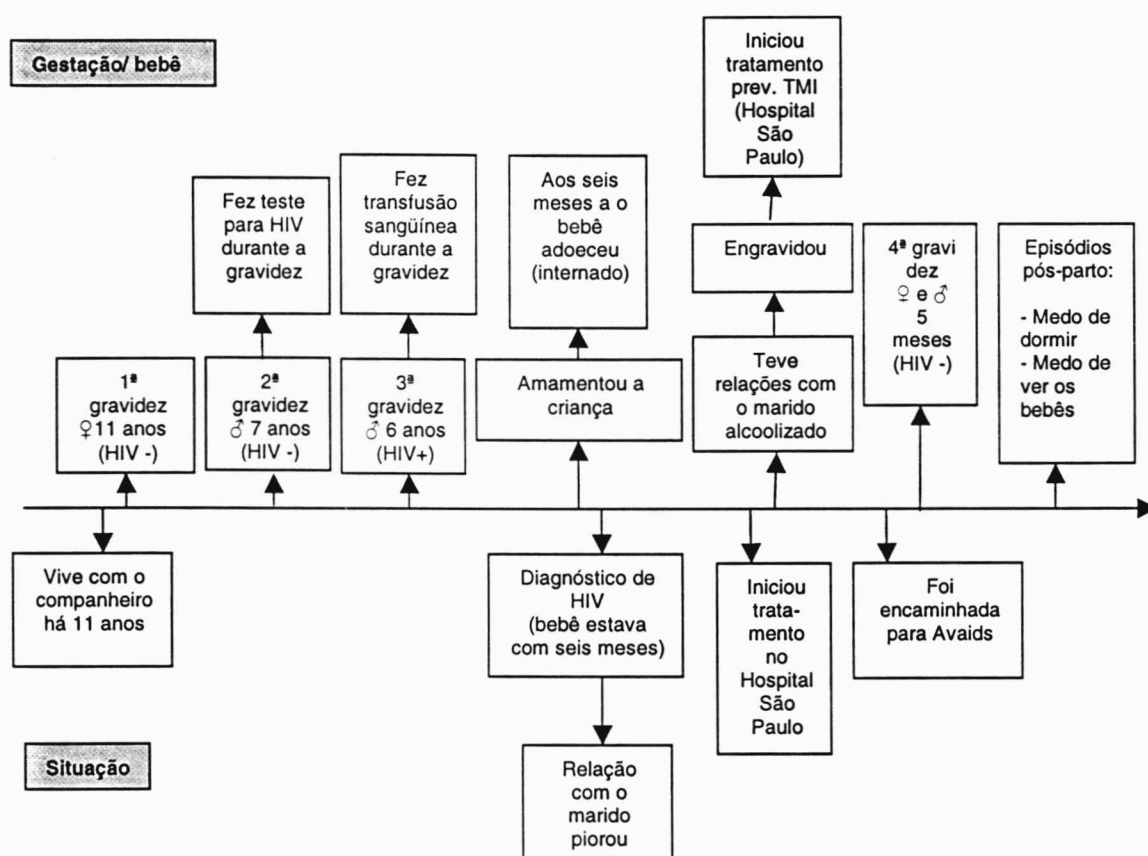 Gestação/ bebê
Iniciou
tratamento
prev. TMI
(Hospital
São
Paulo)
Fez teste
para HIV
durante a
gravidez
Fez
transfusão
sangüínea
durante a
gravidez
Aos seis
meses a o
bebê
adoeceu
(internado)
Engravidou
4ª gravi
dez
♀ e ♂
5
meses
(HIV -)
Episódios
pós-parto:
- Medo de
dormir
- Medo de
ver os
bebês
1ª
gravidez
♀11 anos
(HIV -)
2ª
gravidez
♂ 7 anos
(HIV -)
3ª
gravidez
♂ 6 anos
(HIV+)
Amamentou a
criança
Teve
relações com
o marido
alcoolizado
Vive com o
companheiro
há 11 anos
Diagnóstico de
HIV
(bebê estava
com seis meses)
Iniciou
trata-
mento
no
Hospital
São
Paulo
Foi
encaminhada
para Avaids
Situação
Relação
com o
marido
piorou